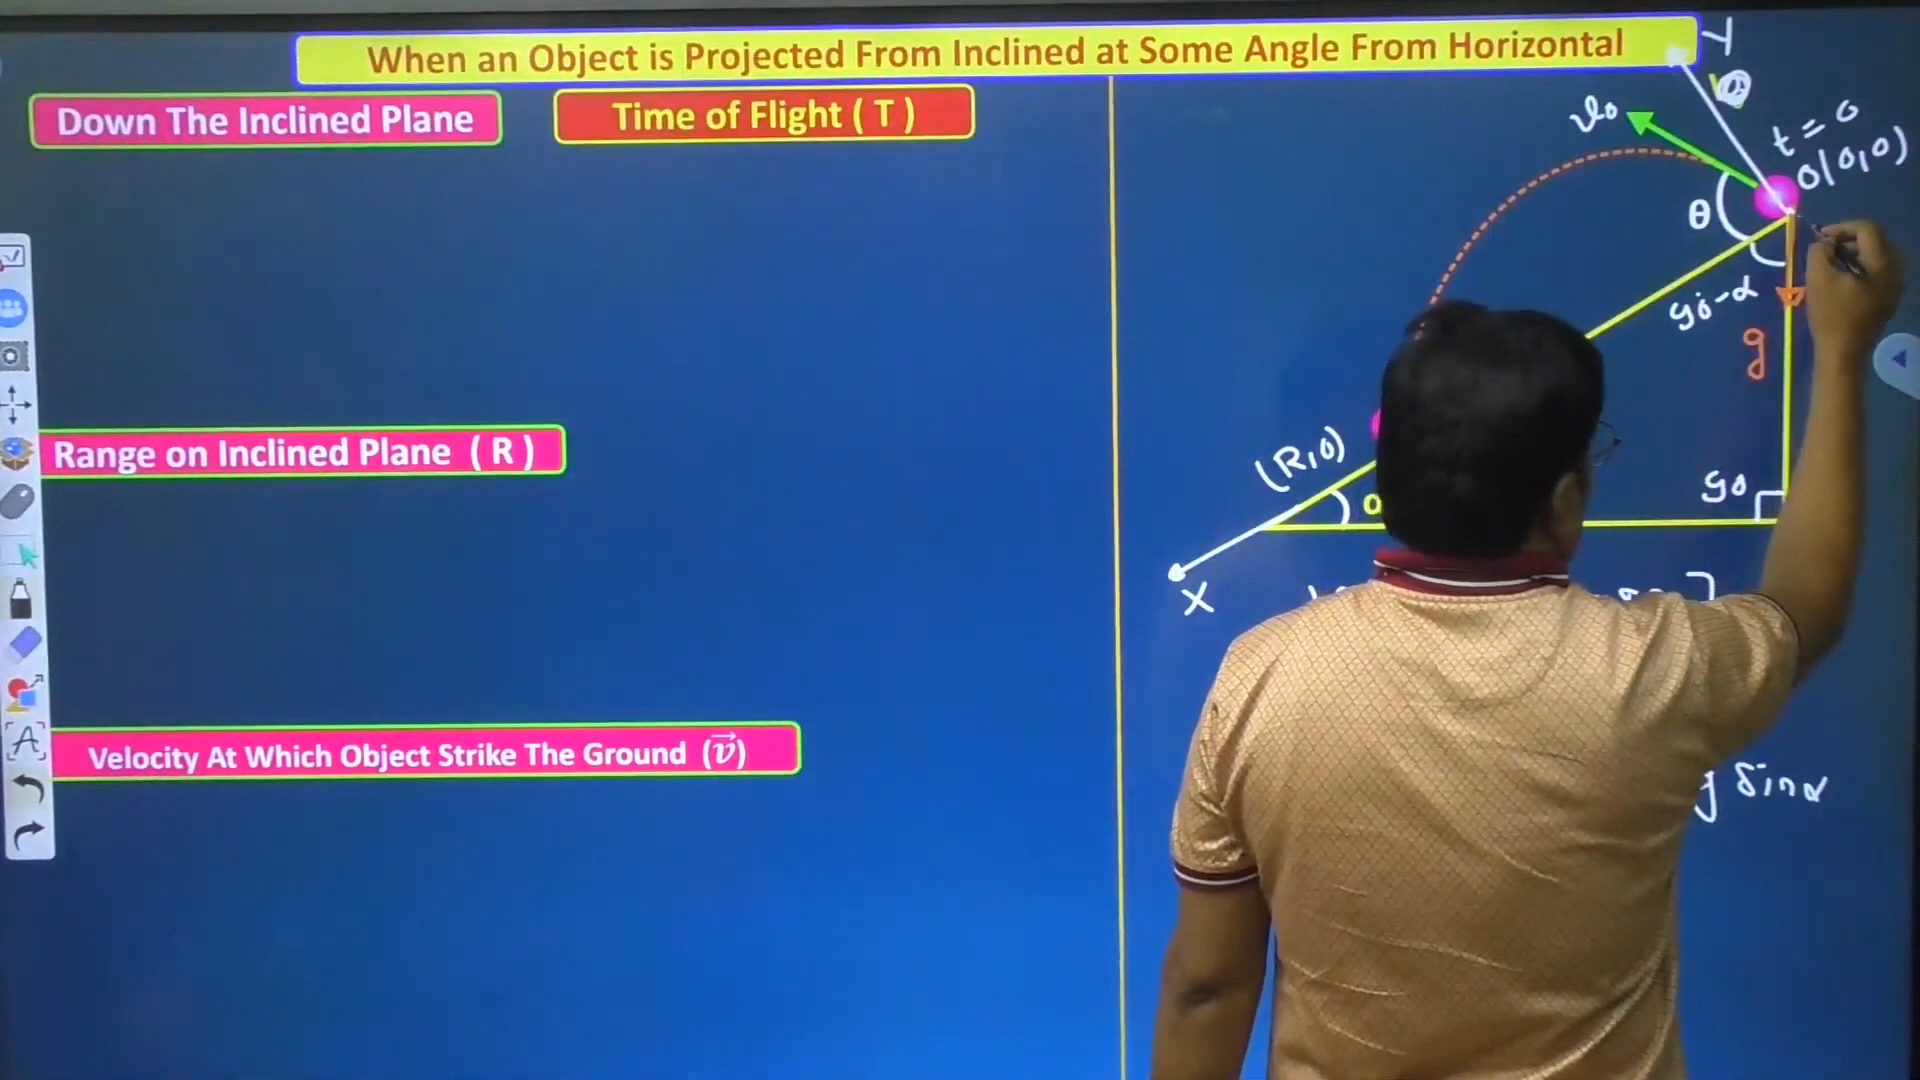 When an Object is Projected From Inclined at Some Angle From Horizontal
Down The Inclined Plane
Time of Flight ( T )
Range on Inclined Plane ( R )
Velocity At Which Object Strike The Ground (v⃗)
Y
v₀
t = 0
O(0,0)
θ
90-α
g
(R,0)
90
X
g sinα